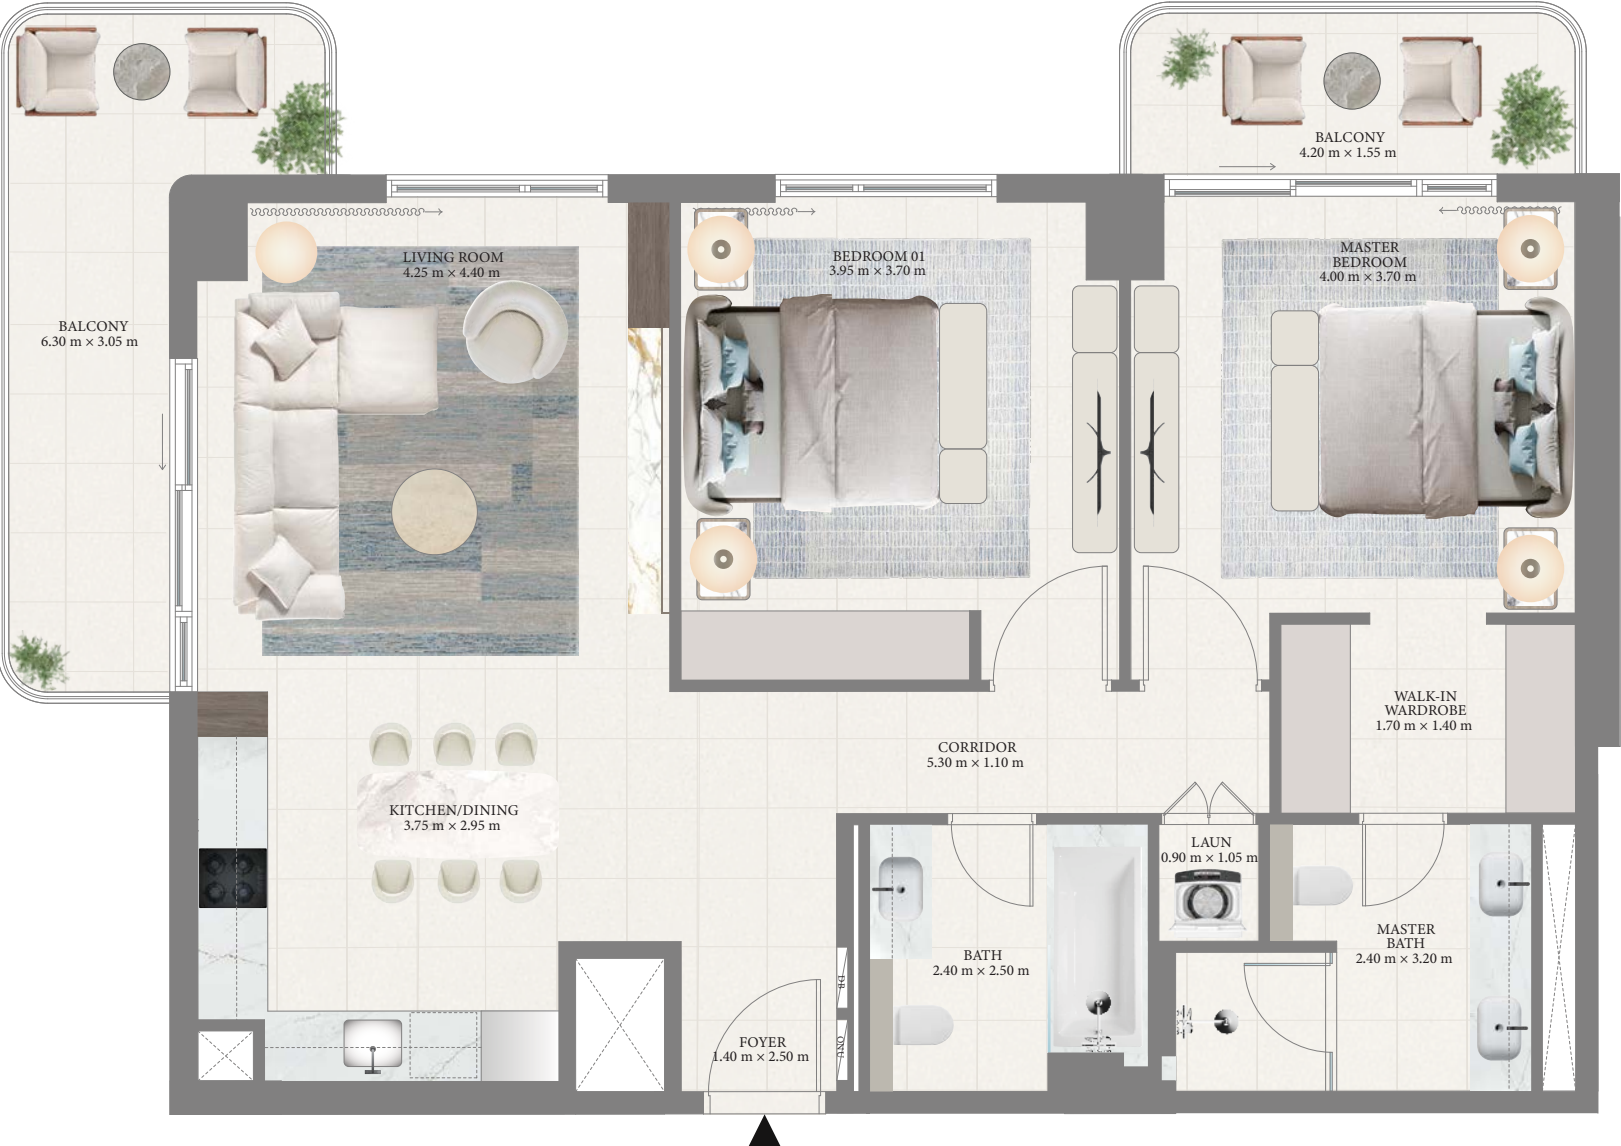 BALCONY
4.20 m × 1.55 m
LIVING ROOM
4.25 m × 4.40 m
BEDROOM 01
3.95 m × 3.70 m
MASTER
BEDROOM
4.00 m × 3.70 m
BALCONY
6.30 m × 3.05 m
WALK-IN
WARDROBE
1.70 m × 1.40 m
CORRIDOR
5.30 m × 1.10 m
KITCHEN/DINING
3.75 m × 2.95 m
LAUN
0.90 m × 1.05 m
BATH
2.40 m × 2.50 m
MASTER
BATH
2.40 m × 3.20 m
DB
ONU
FOYER
1.40 m × 2.50 m